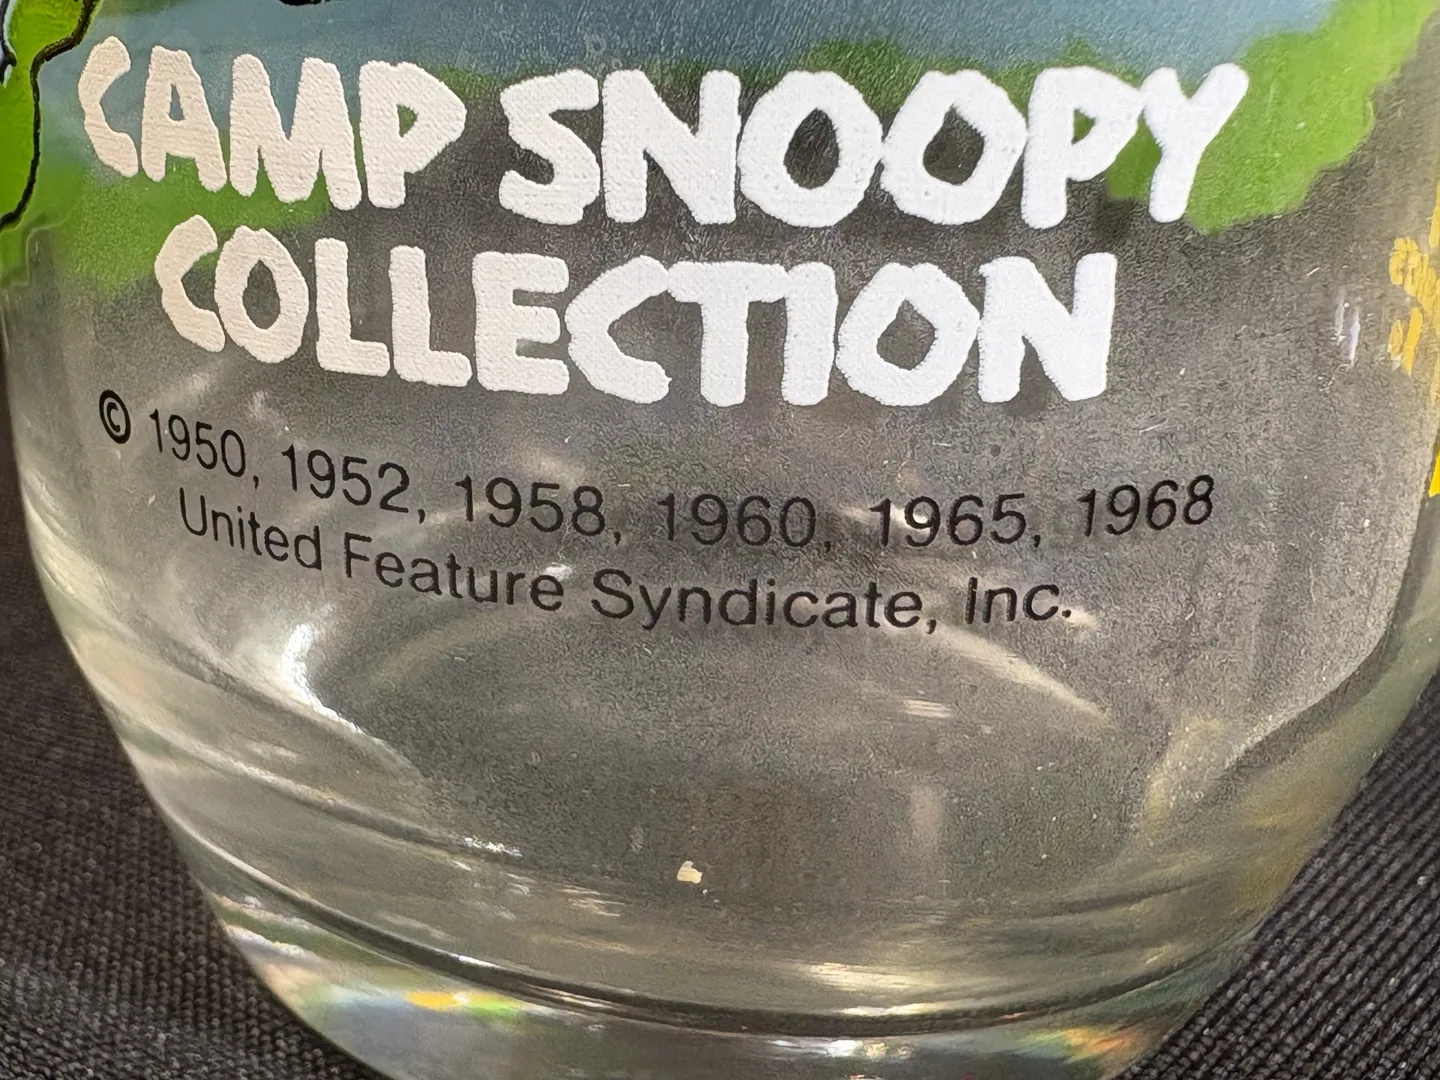 CAMP SNOOPY
COLLECTION
© 1950, 1952, 1958, 1960, 1965, 1968
United Feature Syndicate, Inc.